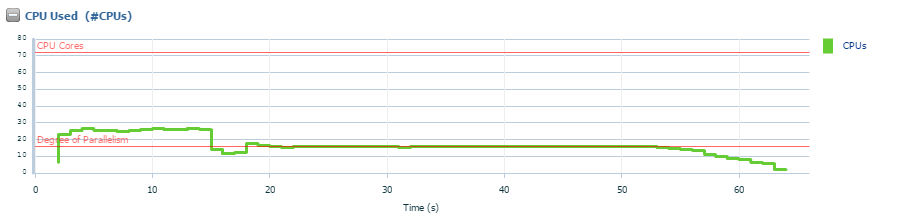 CPU Used (#CPUs)
80
CPU Cores
70
60
50
40
30
20
Degree of Parallelism
10
0
0 10 20 30 40 50 60
Time (s)
CPUs